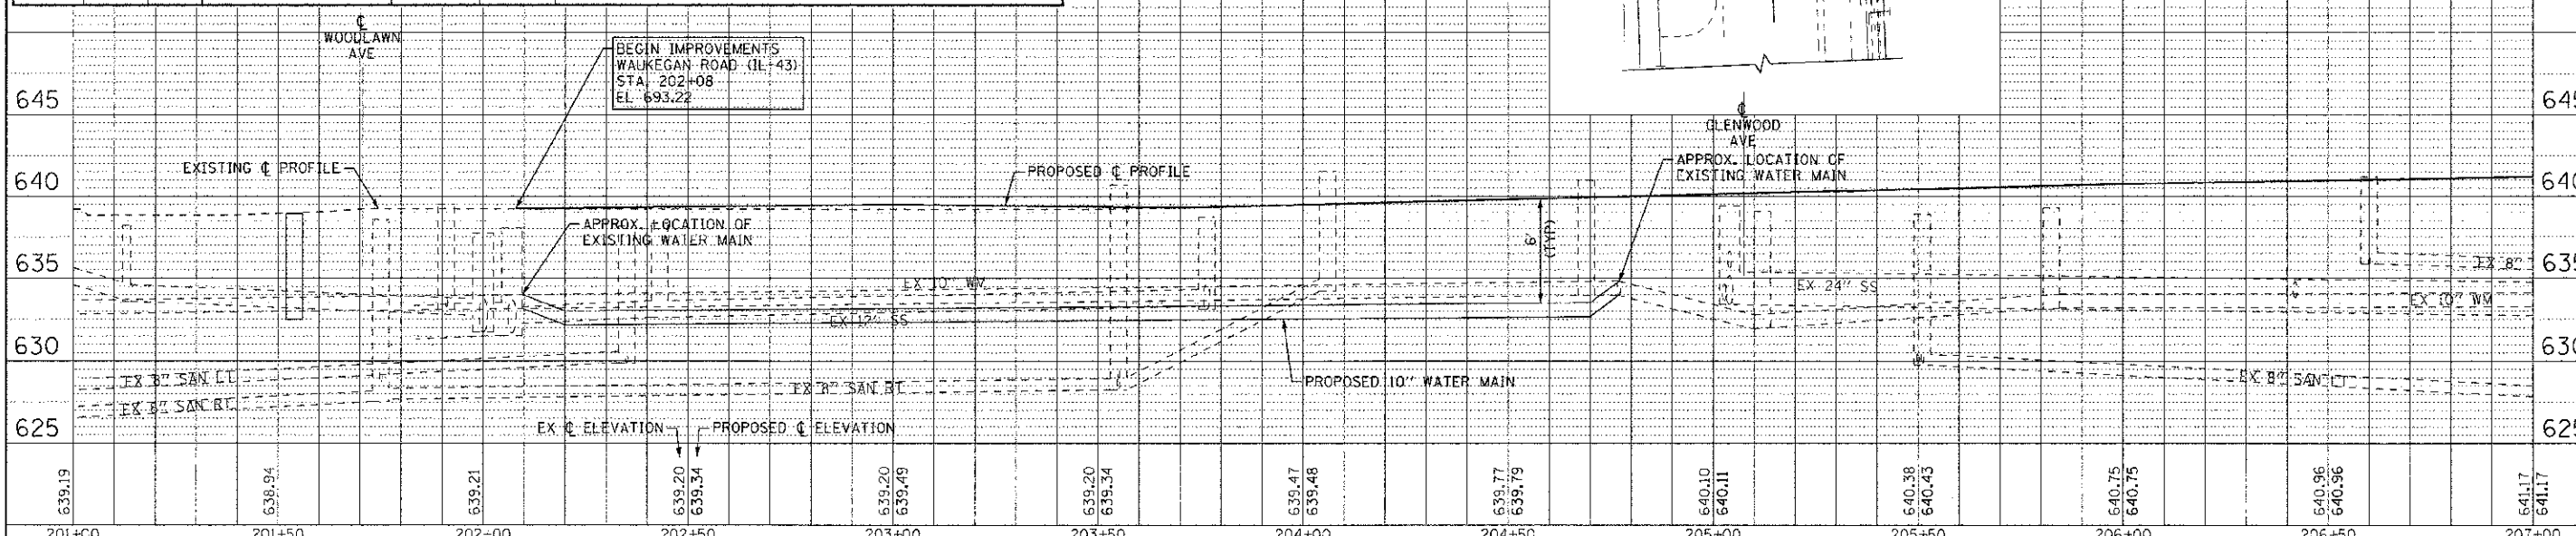 ℄
WOODLAWN
AVE
BEGIN IMPROVEMENTS
WAUKEGAN ROAD (IL-43)
STA. 202+08
EL 693.22
645
645
℄
GLENWOOD
AVE
EXISTING ℄ PROFILE
PROPOSED ℄ PROFILE
APPROX. LOCATION OF
EXISTING WATER MAIN
640
640
APPROX. LOCATION OF
EXISTING WATER MAIN
6'
(TYP)
635
635
EX 10" WM
EX 24" SS
EX 8"
EX 10" WM
EX 12" SS
630
630
EX 8" SAN LT
EX 8" SAN RT
PROPOSED 10" WATER MAIN
EX 8" SAN LT
EX 6" SAN RT
625
625
EX ℄ ELEVATION
PROPOSED ℄ ELEVATION
639.19
638.94
639.21
639.20
639.34
639.20
639.49
639.20
639.34
639.47
639.48
639.77
639.79
640.10
640.11
640.38
640.43
640.75
640.75
640.96
640.96
641.17
641.17
201+00
201+50
202+00
202+50
203+00
203+50
204+00
204+50
205+00
205+50
206+00
206+50
207+00